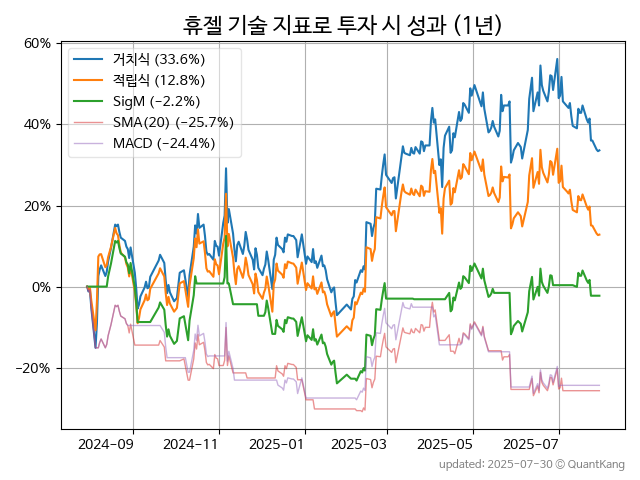 휴젤 기술 지표로 투자 시 성과 (1년)
60%
40%
20%
0%
−20%
거치식 (33.6%)
적립식 (12.8%)
SigM (−2.2%)
SMA(20) (−25.7%)
MACD (−24.4%)
2024-09
2024-11
2025-01
2025-03
2025-05
2025-07
updated: 2025-07-30 © QuantKang